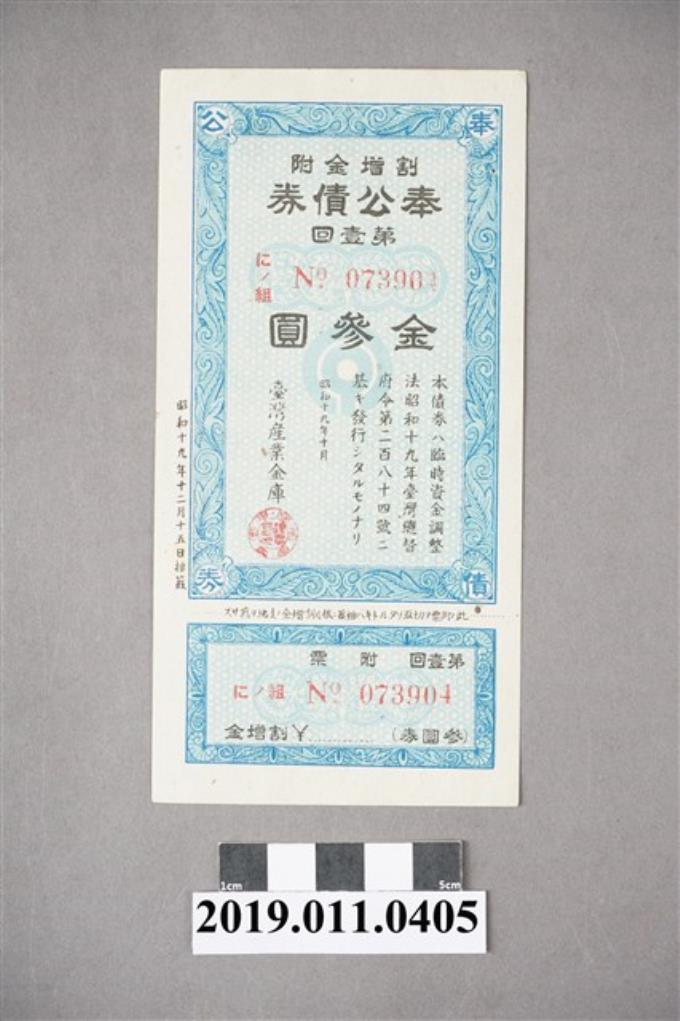 奉
公
債
券
割增金附
奉公債券
第壹回
に ノ 組
No 073904
金參圓
本債券ハ臨時資金調整
法昭和十九年臺灣總督
府令第二百八十四號ニ
基キ發行シタルモノナリ
昭和十九年十月
臺灣產業金庫
昭和十九年十二月十五日抽籤
第壹回 附票
に ノ 組 No 073904
(參圓券) 割增金 ¥
1cm 5cm
2019.011.0405